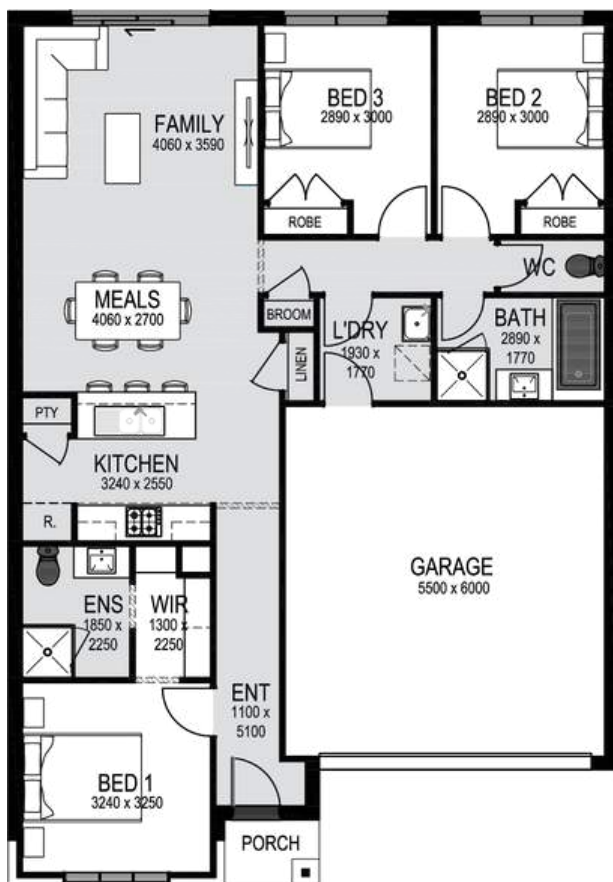 FAMILY
4060 x 3590
BED 3
2890 x 3000
BED 2
2890 x 3000
ROBE
ROBE
WC
MEALS
4060 x 2700
BROOM
LINEN
L'DRY
1930 x
1770
BATH
2890 x
1770
PTY
KITCHEN
3240 x 2550
R.
GARAGE
5500 x 6000
ENS
1850 x
2250
WIR
1300 x
2250
ENT
1100 x
5100
BED 1
3240 x 3250
PORCH